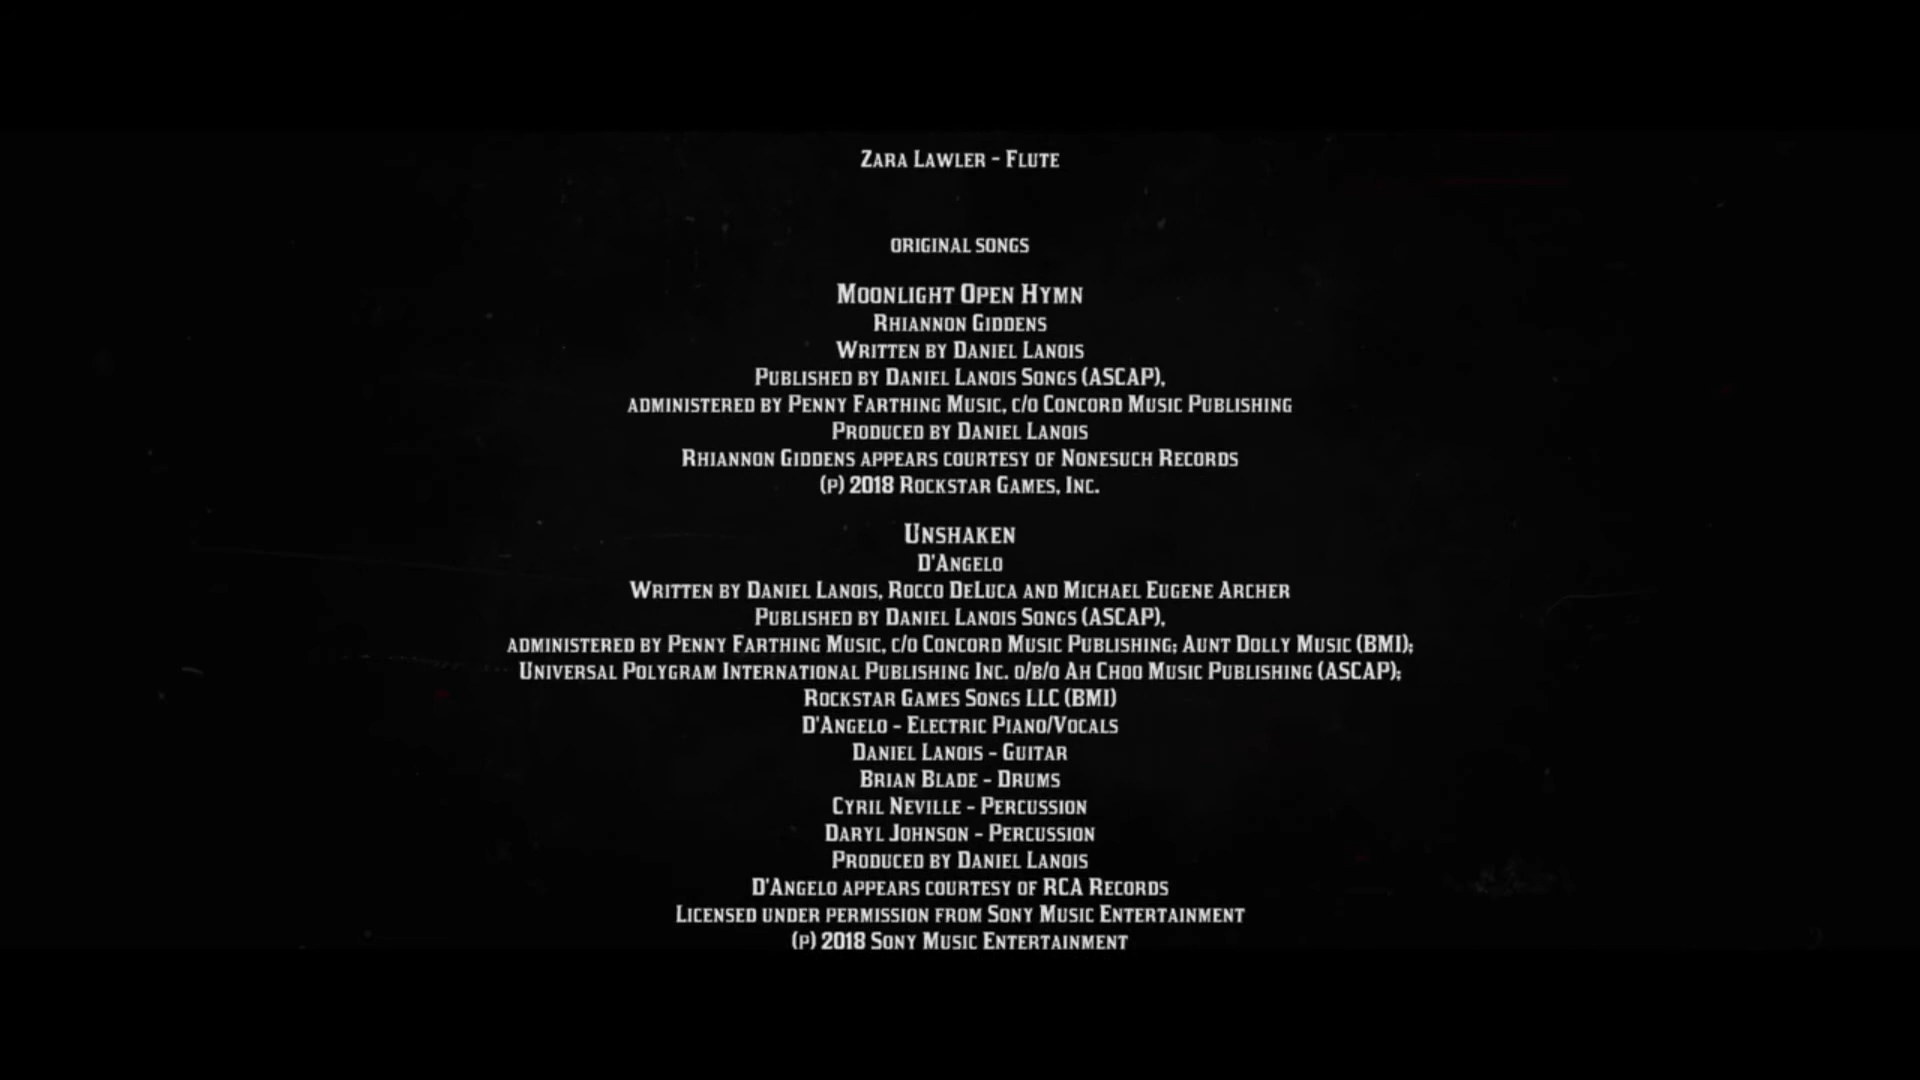 Zara Lawler - Flute
original songs
Moonlight Open Hymn
Rhiannon Giddens
Written by Daniel Lanois
Published by Daniel Lanois Songs (ASCAP),
administered by Penny Farthing Music, c/o Concord Music Publishing
Produced by Daniel Lanois
Rhiannon Giddens appears courtesy of Nonesuch Records
(p) 2018 Rockstar Games, Inc.
Unshaken
D'Angelo
Written by Daniel Lanois, Rocco DeLuca and Michael Eugene Archer
Published by Daniel Lanois Songs (ASCAP),
administered by Penny Farthing Music, c/o Concord Music Publishing; Aunt Dolly Music (BMI);
Universal Polygram International Publishing Inc. o/b/o Ah Choo Music Publishing (ASCAP);
Rockstar Games Songs LLC (BMI)
D'Angelo - Electric Piano/Vocals
Daniel Lanois - Guitar
Brian Blade - Drums
Cyril Neville - Percussion
Daryl Johnson - Percussion
Produced by Daniel Lanois
D'Angelo appears courtesy of RCA Records
Licensed under permission from Sony Music Entertainment
(p) 2018 Sony Music Entertainment